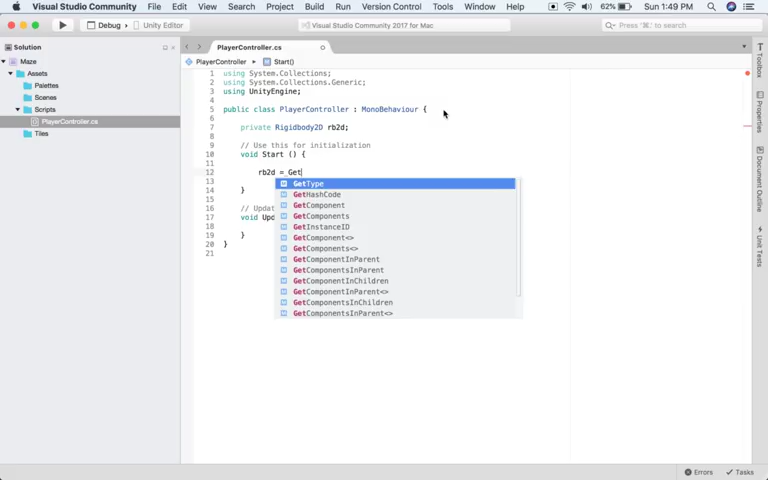 Visual Studio Community File Edit View Search Project Build Run Version Control Tools Window Help 62% Sun 1:49 PM
Debug › Unity Editor Visual Studio Community 2017 for Mac Press '⌘.' to search
Solution
Maze
Assets
Palettes
Scenes
Scripts
PlayerController.cs
Tiles
PlayerController.cs
PlayerController Start()
1 using System.Collections;
2 using System.Collections.Generic;
3 using UnityEngine;
4
5 public class PlayerController : MonoBehaviour {
6
7 private Rigidbody2D rb2d;
8
9 // Use this for initialization
10 void Start () {
11
12 rb2d = Get
13
14 }
15
16 // Updat
17 void Upd
18
19 }
20 }
21
GetType
GetHashCode
GetComponent
GetComponents
GetInstanceID
GetComponent<>
GetComponents<>
GetComponentInParent
GetComponentsInParent
GetComponentInChildren
GetComponentInParent<>
GetComponentsInChildren
GetComponentsInParent<>
Toolbox
Properties
Document Outline
Unit Tests
Errors Tasks